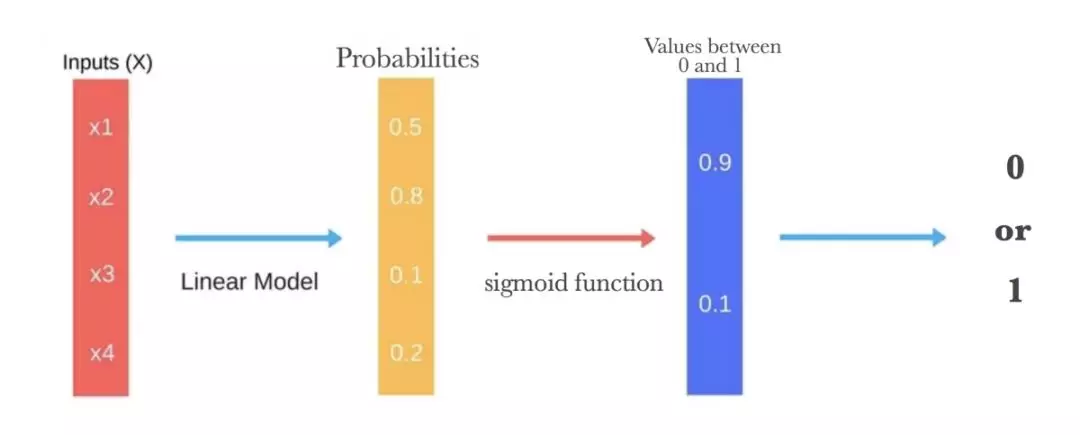 Inputs (X)
x1
x2
x3
x4
Linear Model
Probabilities
0.5
0.8
0.1
0.2
sigmoid function
Values between
0 and 1
0.9
0.1
0
or
1